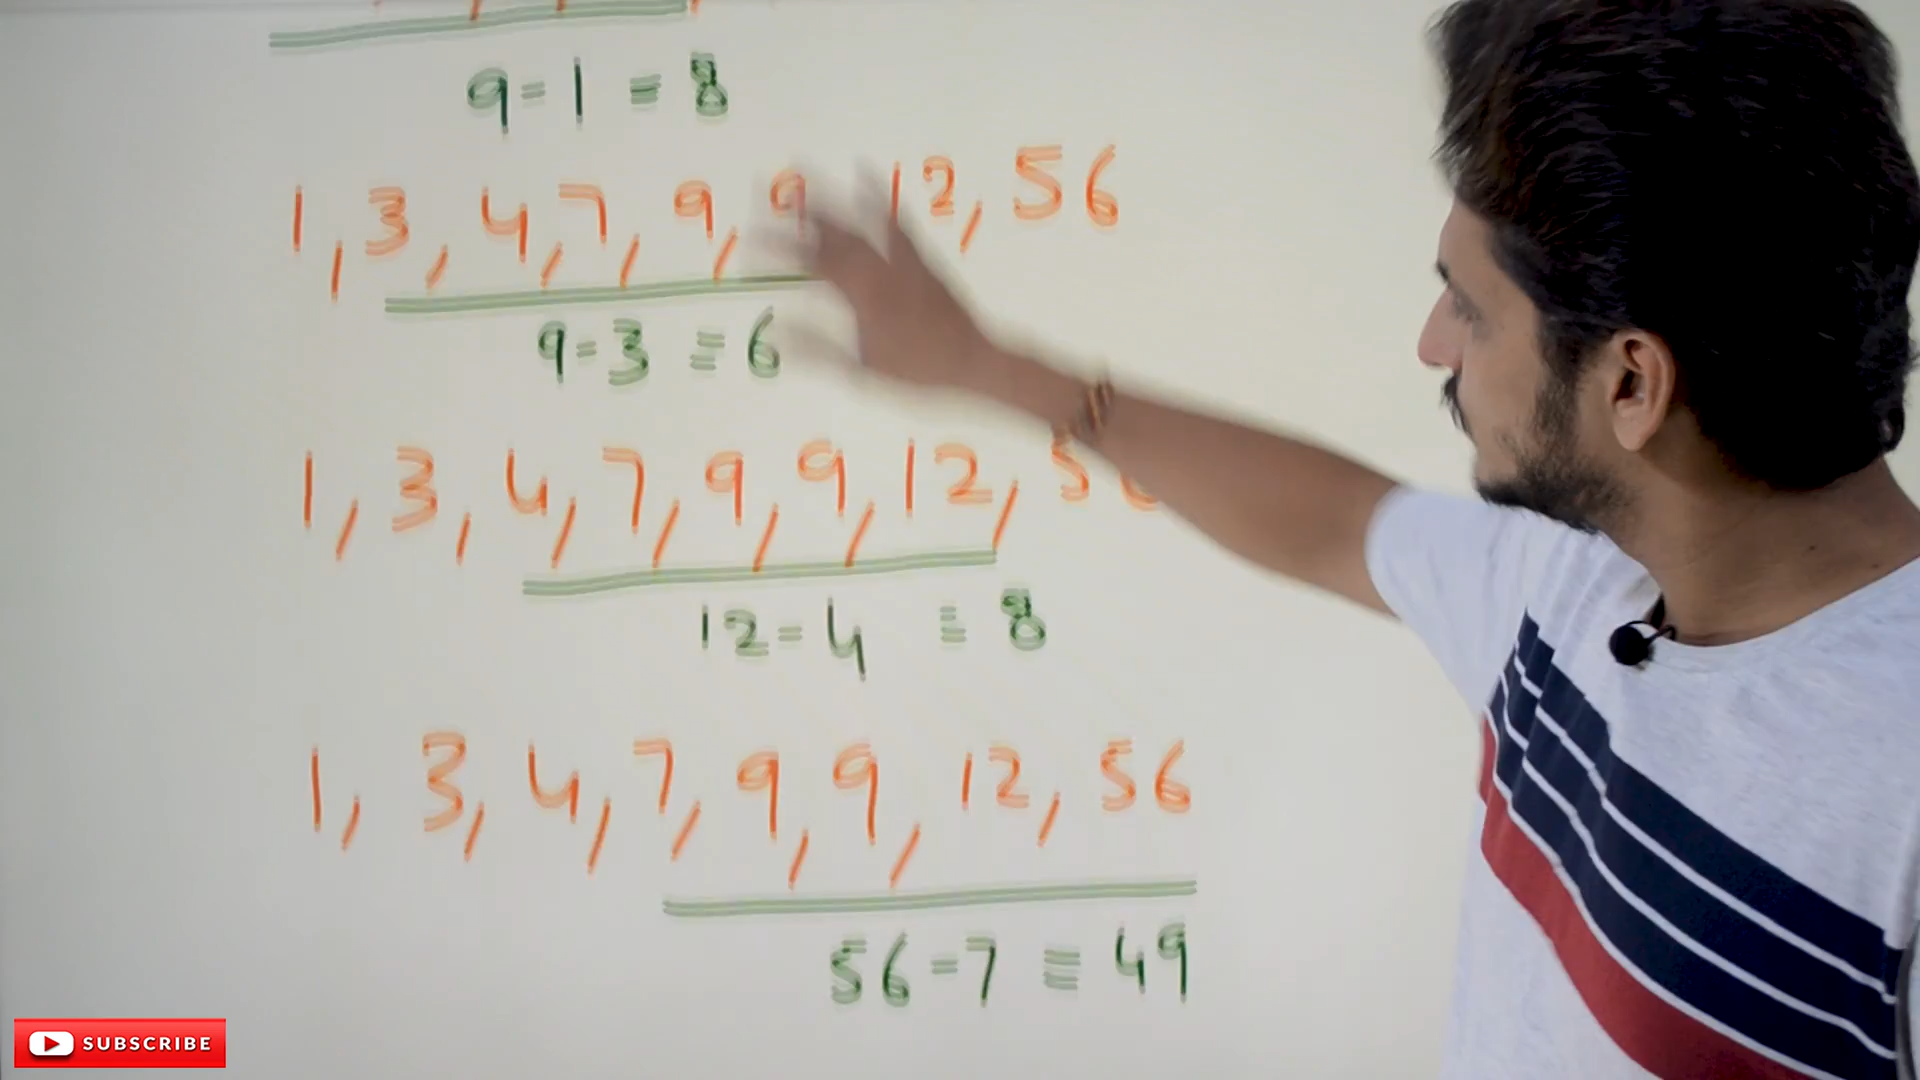 9-1 = 8
1, 3, 4, 7, 9, 9 12, 56
9-3 = 6
1, 3, 4, 7, 9, 9, 12, 5
12-4 = 8
1, 3, 4, 7, 9, 9, 12, 56
56-7 = 49
SUBSCRIBE